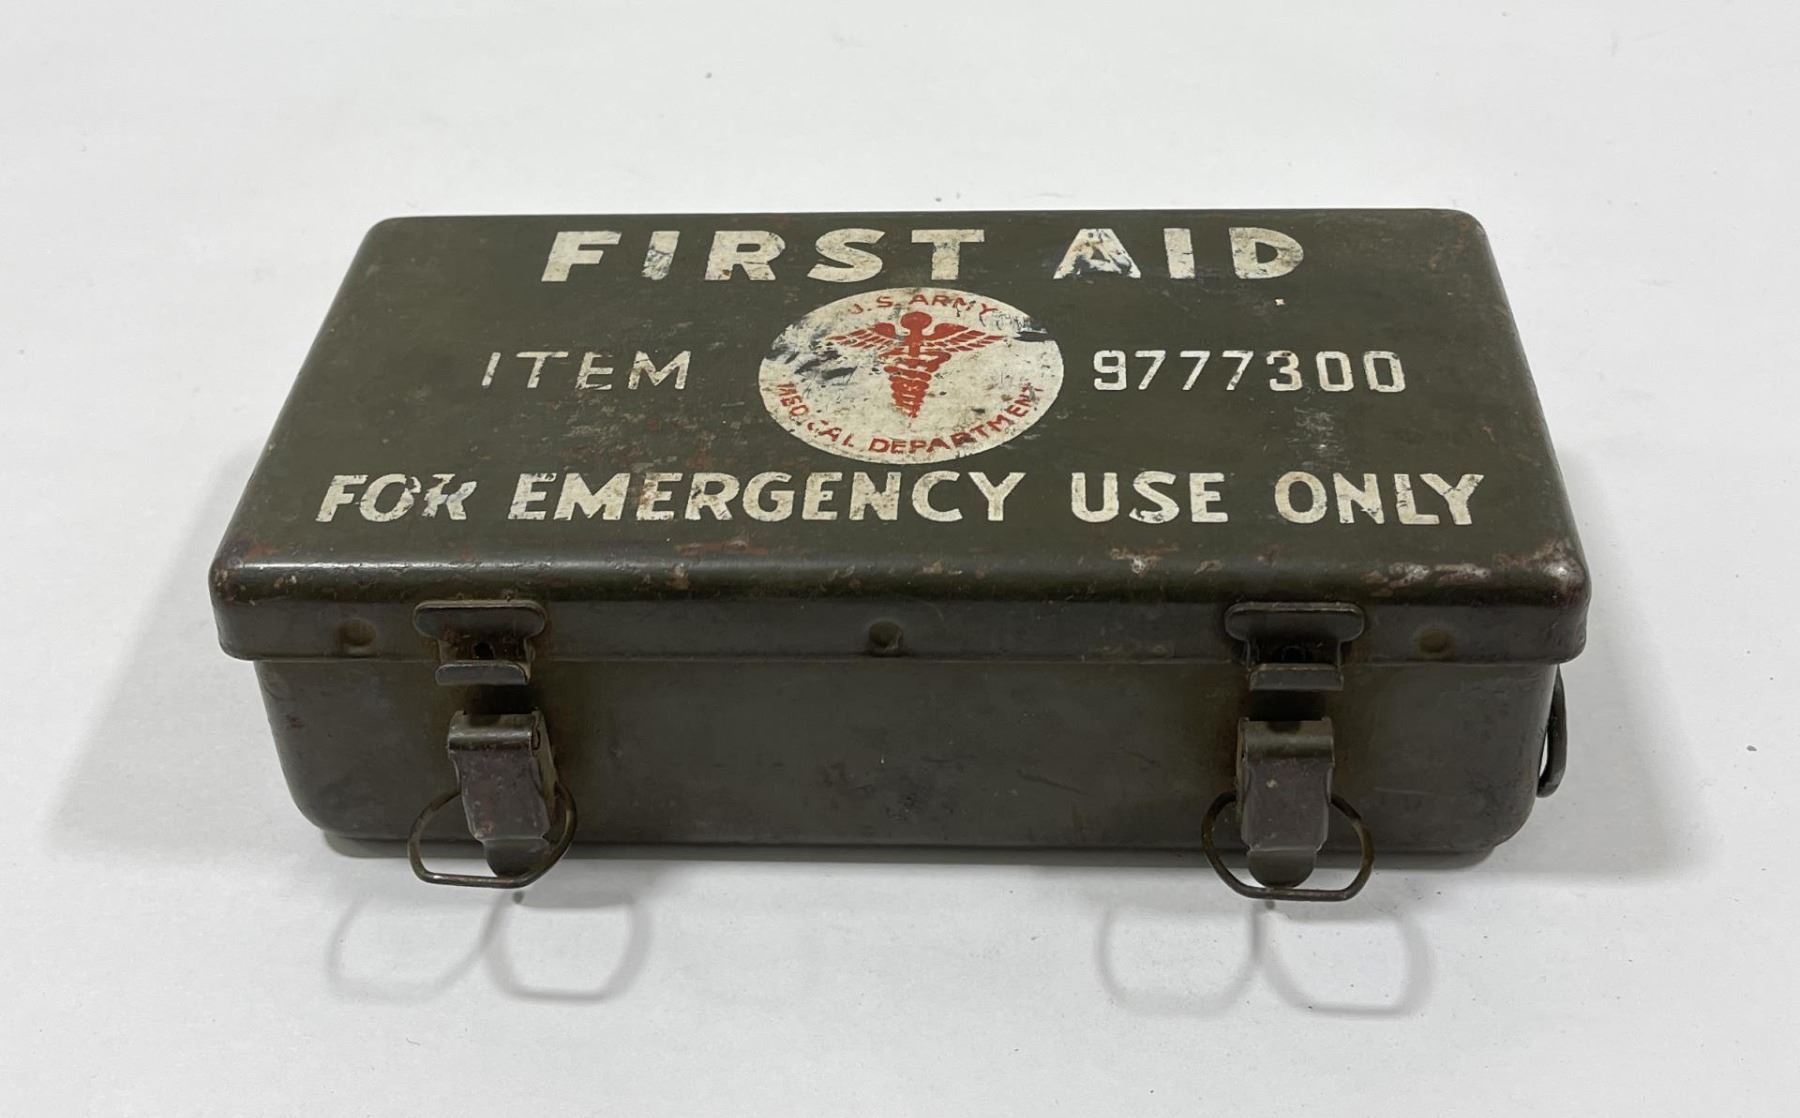 FIRST AID
U.S. ARMY
ITEM 9777300
MEDICAL DEPARTMENT
FOR EMERGENCY USE ONLY